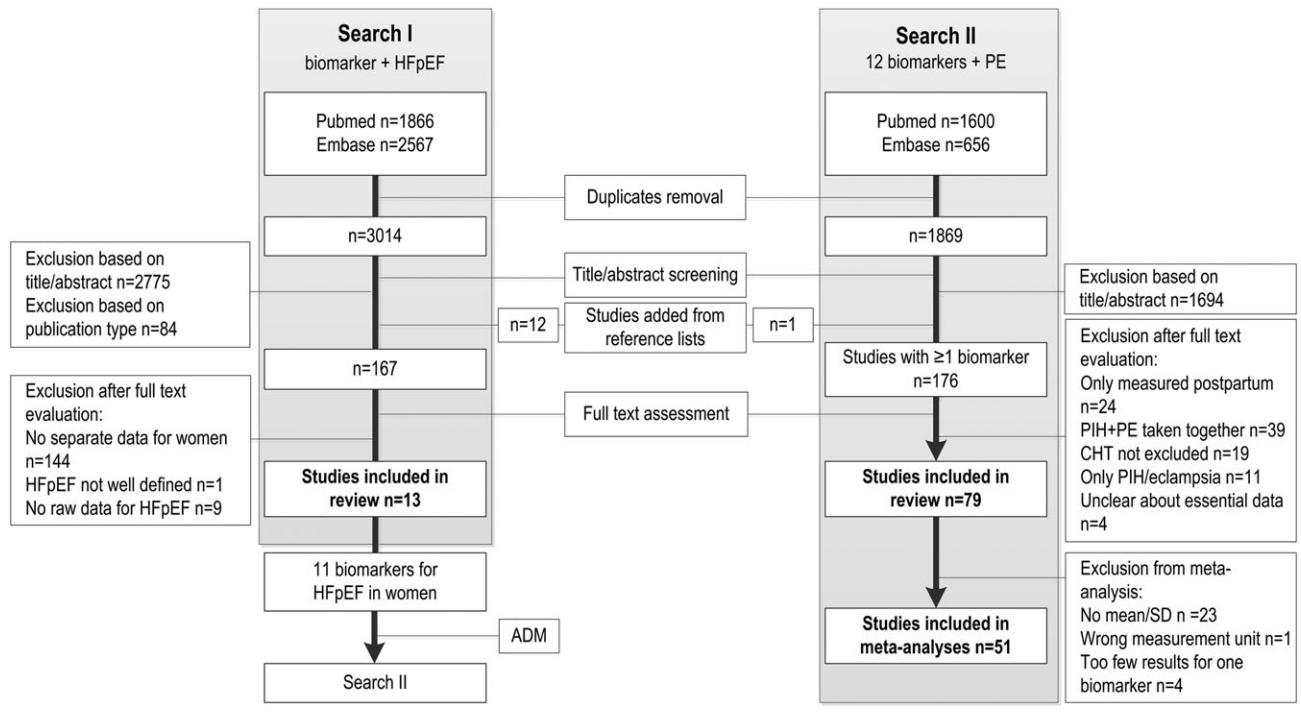 Search I
biomarker + HFpEF
Pubmed n=1866
Embase n=2567
Search II
12 biomarkers + PE
Pubmed n=1600
Embase n=656
Duplicates removal
n=3014
n=1869
Exclusion based on
title/abstract n=2775
Exclusion based on
publication type n=84
Title/abstract screening
Exclusion based on
title/abstract n=1694
n=12
Studies added from
reference lists
n=1
n=167
Studies with ≥1 biomarker
n=176
Exclusion after full text
evaluation:
No separate data for women
n=144
HFpEF not well defined n=1
No raw data for HFpEF n=9
Full text assessment
Exclusion after full text
evaluation:
Only measured postpartum
n=24
PIH+PE taken together n=39
CHT not excluded n=19
Only PIH/eclampsia n=11
Unclear about essential data
n=4
Studies included in
review n=13
Studies included in
review n=79
11 biomarkers for
HFpEF in women
ADM
Search II
Exclusion from meta-
analysis:
No mean/SD n =23
Wrong measurement unit n=1
Too few results for one
biomarker n=4
Studies included in
meta-analyses n=51